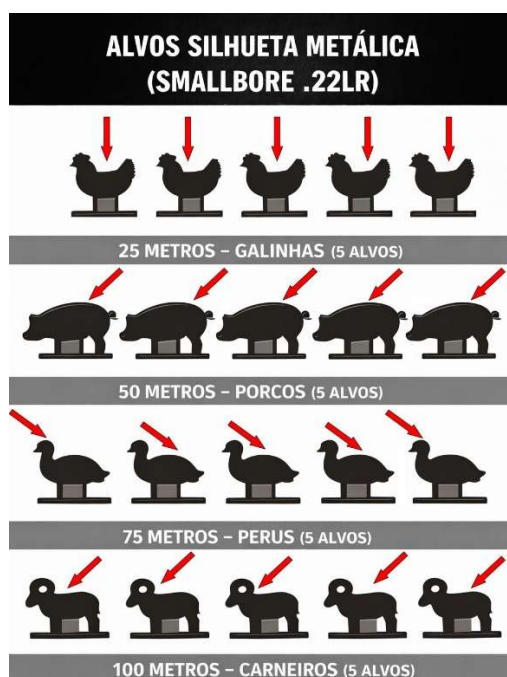 ALVOS SILHUETA METÁLICA
(SMALLBORE .22LR)
25 METROS – GALINHAS (5 ALVOS)
50 METROS – PORCOS (5 ALVOS)
75 METROS – PERUS (5 ALVOS)
100 METROS – CARNEIROS (5 ALVOS)